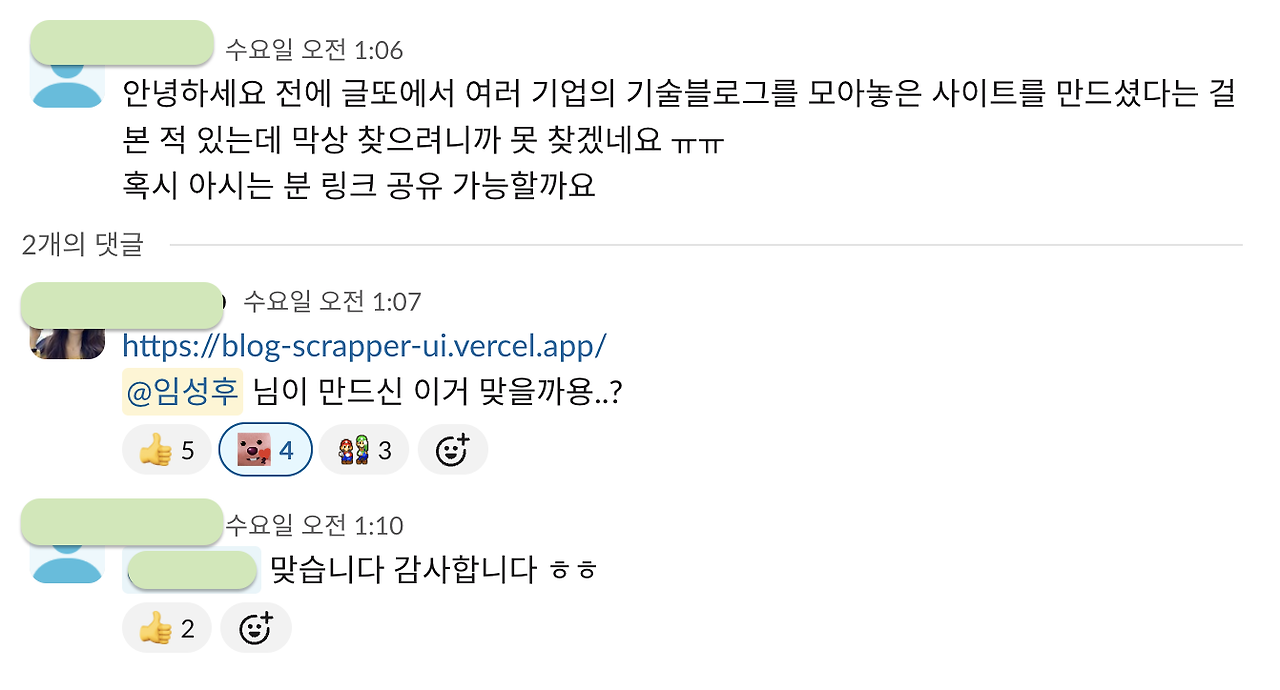 수요일 오전 1:06
안녕하세요 전에 글또에서 여러 기업의 기술블로그를 모아놓은 사이트를 만드셨다는 걸
본 적 있는데 막상 찾으려니까 못 찾겠네요 ㅠㅠ
혹시 아시는 분 링크 공유 가능할까요
2개의 댓글
수요일 오전 1:07
https://blog-scrapper-ui.vercel.app/
@임성후 님이 만드신 이거 맞을까용..?
5 4 3
수요일 오전 1:10
맞습니다 감사합니다 ㅎㅎ
2